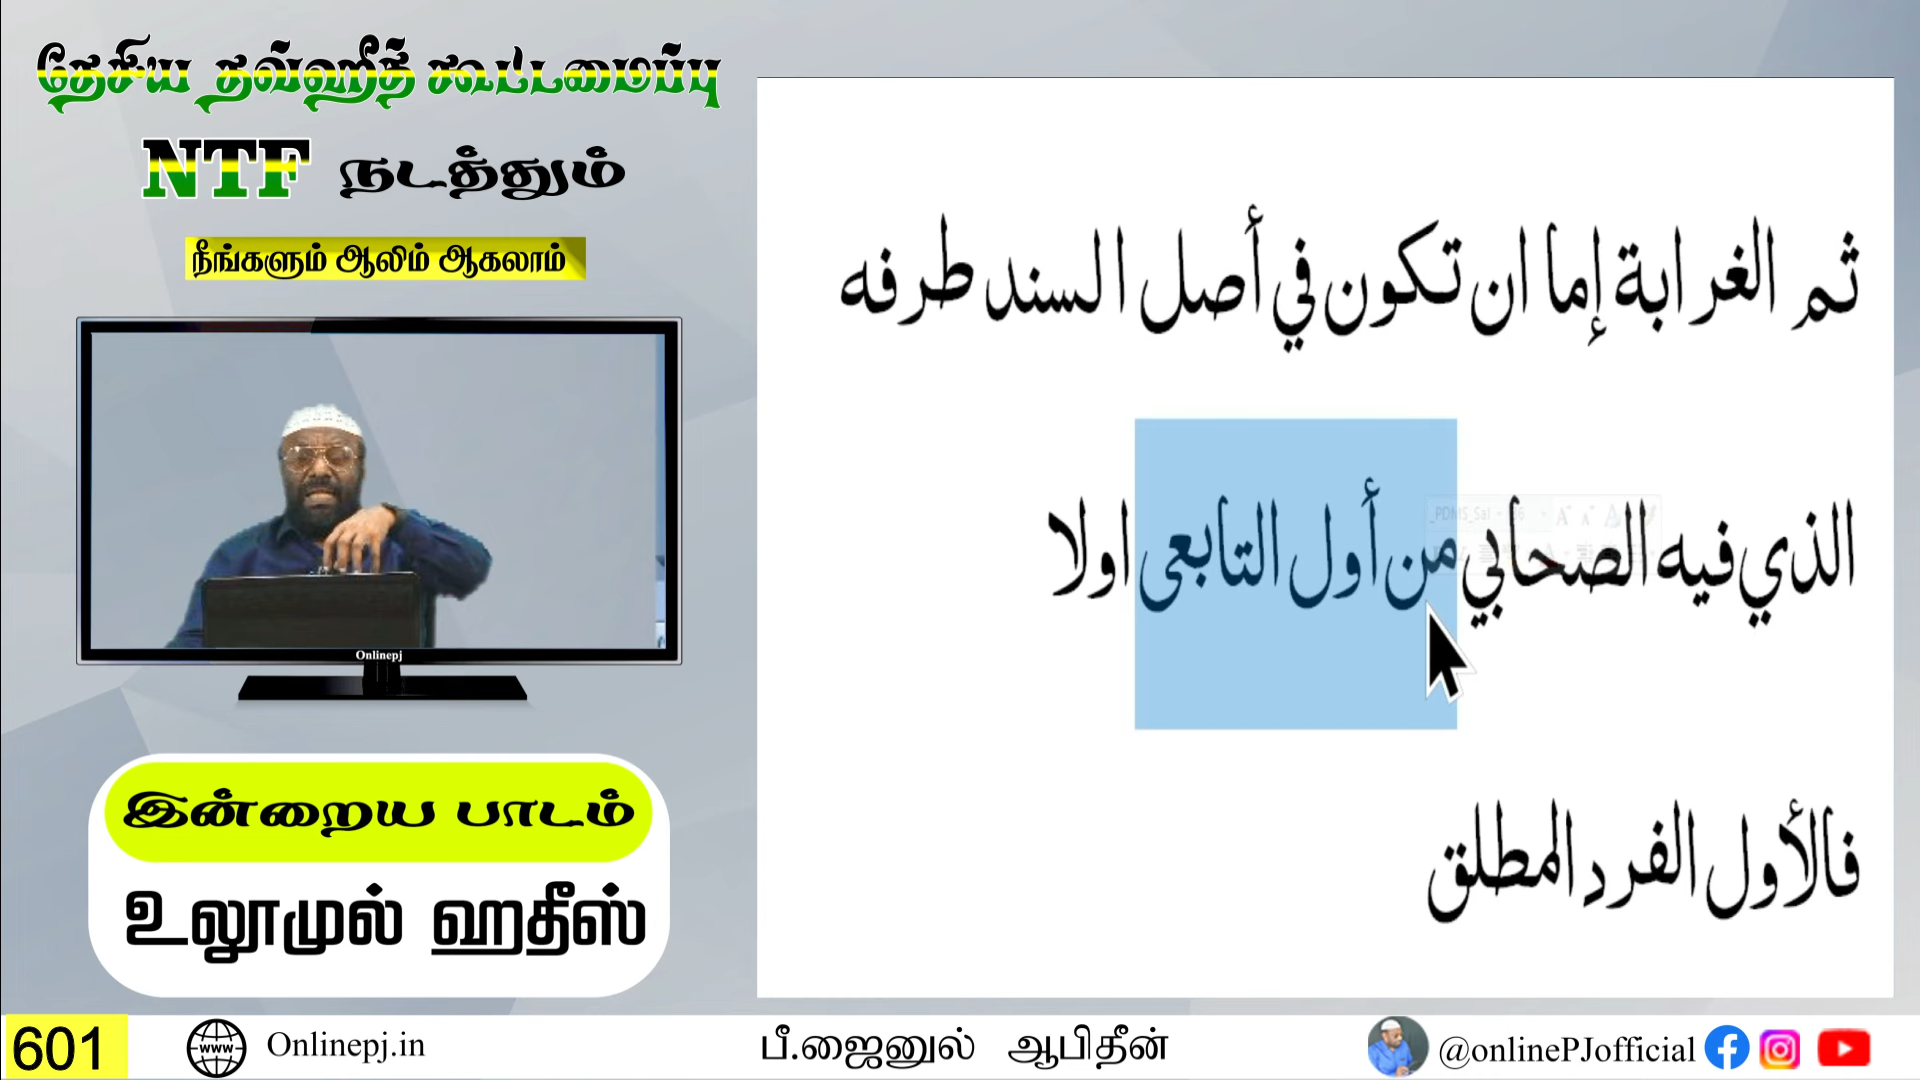 தேசிய தவ்ஹீத் கூட்டமைப்பு
NTF நடத்தும்
நீங்களும் ஆலிம் ஆகலாம்
Onlinepj
இன்றைய பாடம்
உலூமுல் ஹதீஸ்
ثم الغرابة إما ان تكون في أصل السند طرفه
الذي فيه الصحابي من أول التابعى اولا
فالأول الفرد المطلق
601
www
Onlinepj.in
பீ.ஜைனுல் ஆபிதீன்
@onlinePJofficial